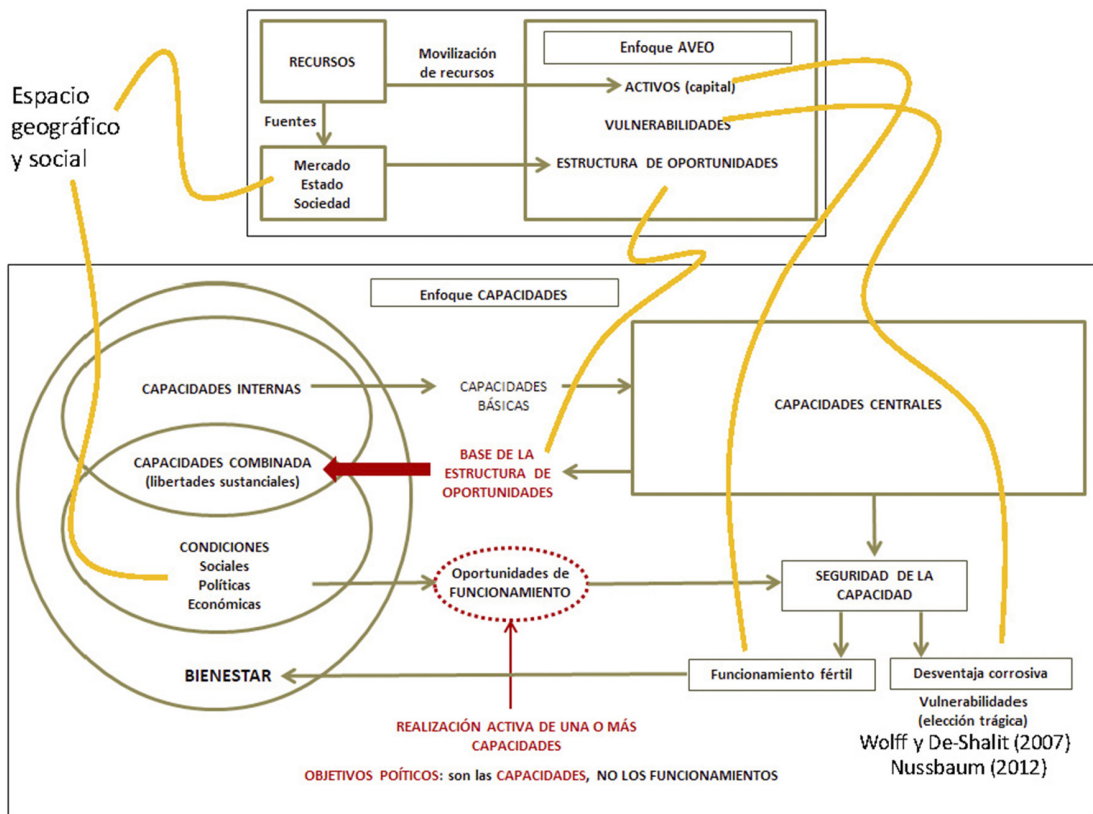 Espacio
geográfico
y social
RECURSOS
Movilización
de recursos
Fuentes
Mercado
Estado
Sociedad
Enfoque AVEO
ACTIVOS (capital)
VULNERABILIDADES
ESTRUCTURA DE OPORTUNIDADES
Enfoque CAPACIDADES
CAPACIDADES INTERNAS
CAPACIDADES
BÁSICAS
CAPACIDADES CENTRALES
CAPACIDADES COMBINADA
(libertades sustanciales)
BASE DE LA
ESTRUCTURA DE
OPORTUNIDADES
CONDICIONES
Sociales
Políticas
Económicas
Oportunidades de
FUNCIONAMIENTO
SEGURIDAD DE LA
CAPACIDAD
BIENESTAR
Funcionamiento fértil
Desventaja corrosiva
Vulnerabilidades
(elección trágica)
Wolff y De-Shalit (2007)
Nussbaum (2012)
REALIZACIÓN ACTIVA DE UNA O MÁS
CAPACIDADES
OBJETIVOS POÍTICOS: son las CAPACIDADES, NO LOS FUNCIONAMIENTOS